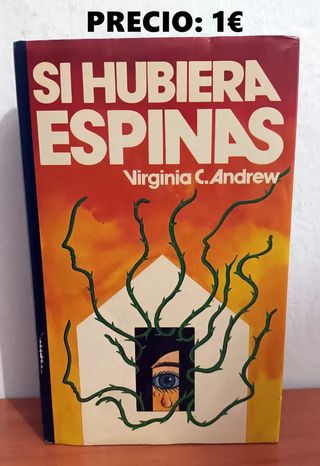 PRECIO: 1€
SI HUBIERA
ESPINAS
Virginia C. Andrew